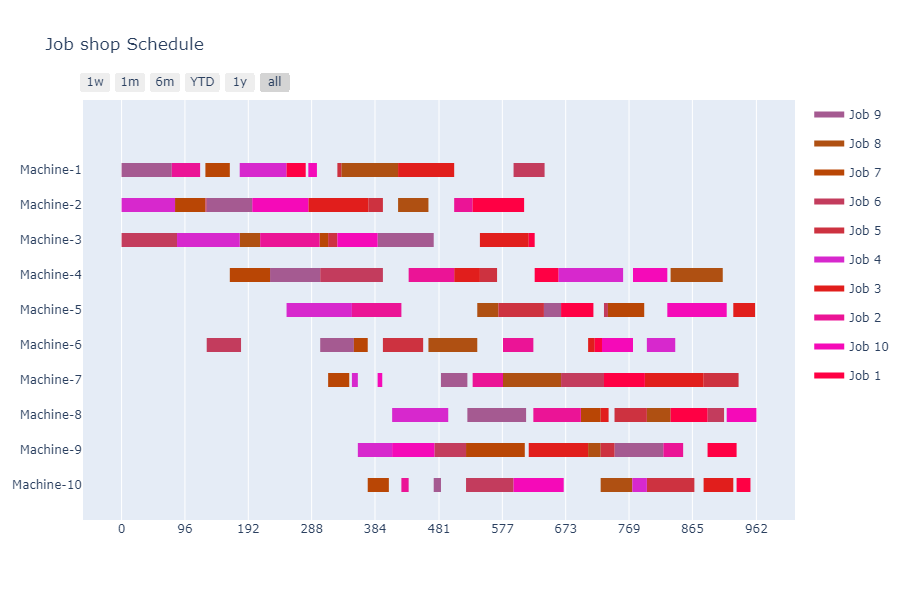 Job shop Schedule
1w 1m 6m YTD 1y all
Machine-1
Machine-2
Machine-3
Machine-4
Machine-5
Machine-6
Machine-7
Machine-8
Machine-9
Machine-10
0 96 192 288 384 481 577 673 769 865 962
Job 9
Job 8
Job 7
Job 6
Job 5
Job 4
Job 3
Job 2
Job 10
Job 1